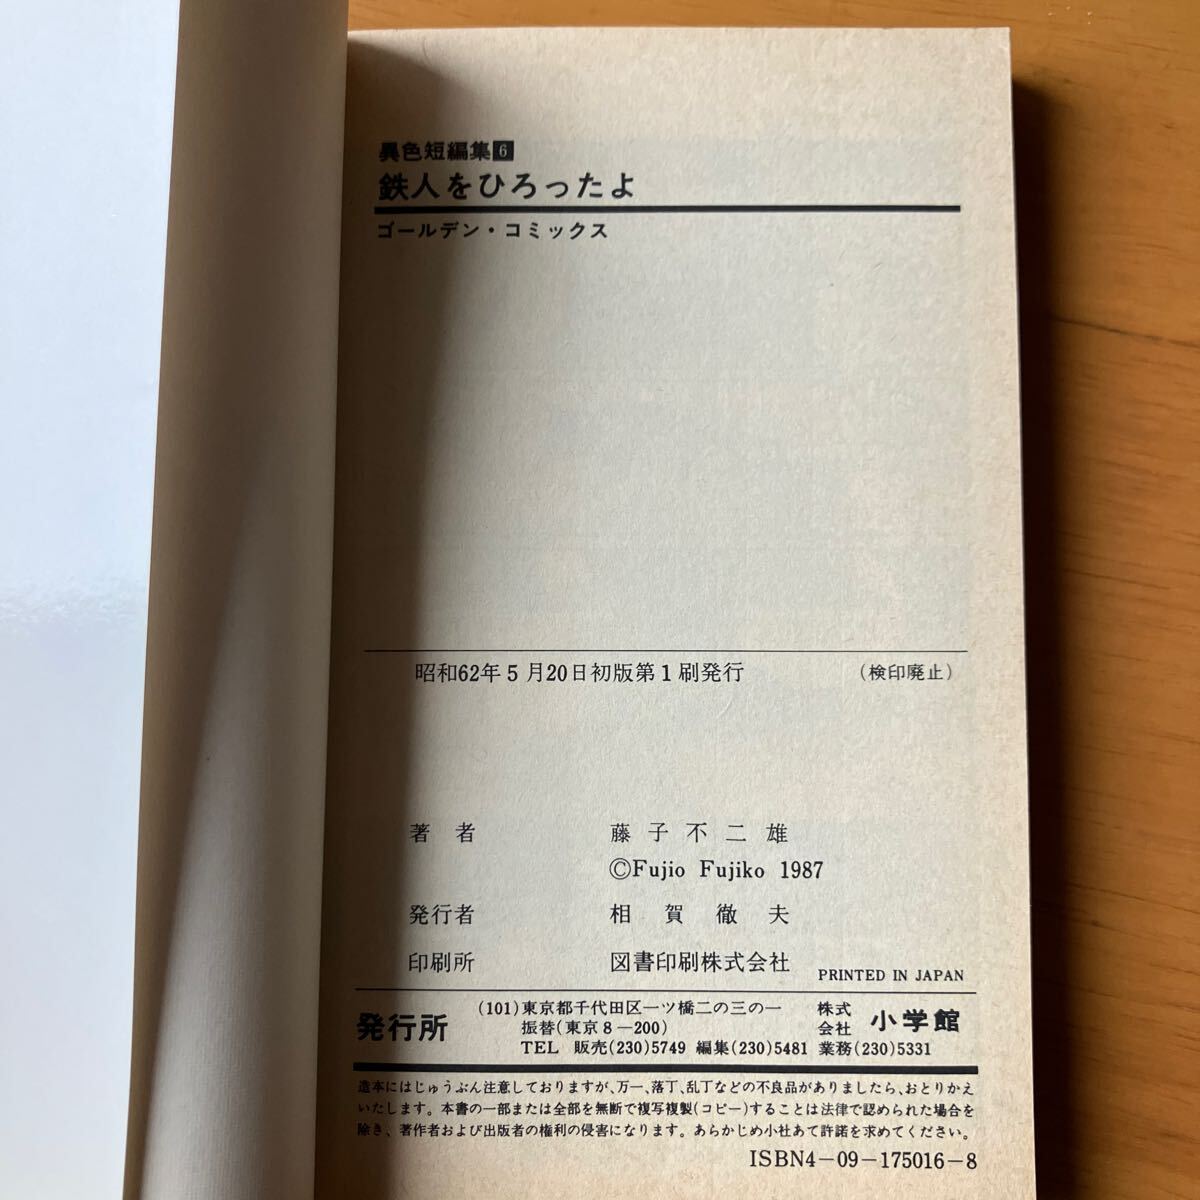 異色短編集6
鉄人をひろったよ
ゴールデン・コミックス
昭和62年5月20日初版第1刷発行 (検印廃止)
著者 藤子不二雄
©Fujio Fujiko 1987
発行者 相賀徹夫
印刷所 図書印刷株式会社 PRINTED IN JAPAN
発行所 (101)東京都千代田区一ツ橋二の三の一 株式会社 小学館
振替(東京8-200)
TEL 販売(230)5749 編集(230)5481 業務(230)5331
造本にはじゅうぶん注意しておりますが、万一、落丁、乱丁などの不良品がありましたら、おとりかえ
いたします。本書の一部または全部を無断で複写複製(コピー)することは法律で認められた場合を
除き、著作者および出版者の権利の侵害になります。あらかじめ小社あて許諾を求めてください。
ISBN4-09-175016-8